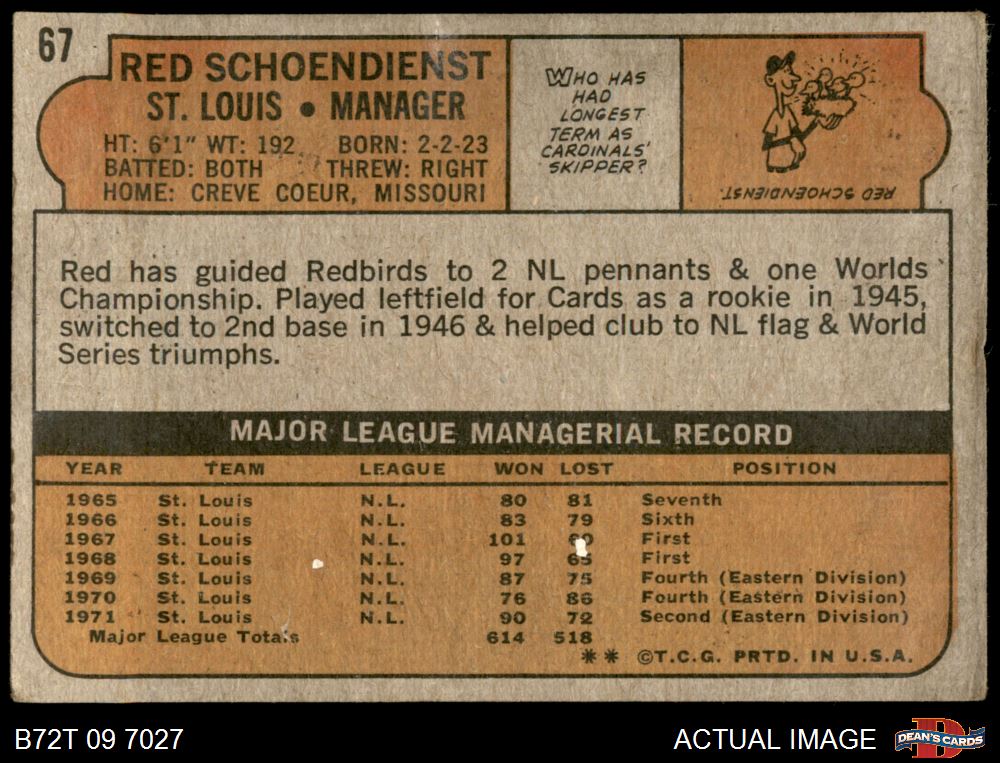 67
RED SCHOENDIENST
ST. LOUIS • MANAGER
HT: 6'1" WT: 192 BORN: 2-2-23
BATTED: BOTH THREW: RIGHT
HOME: CREVE COEUR, MISSOURI
WHO HAS
HAD
LONGEST
TERM AS
CARDINALS'
SKIPPER?
RED SCHOENDIENST.
Red has guided Redbirds to 2 NL pennants & one Worlds
Championship. Played leftfield for Cards as a rookie in 1945,
switched to 2nd base in 1946 & helped club to NL flag & World
Series triumphs.
MAJOR LEAGUE MANAGERIAL RECORD
YEAR TEAM LEAGUE WON LOST POSITION
1965 St. Louis N.L. 80 81 Seventh
1966 St. Louis N.L. 83 79 Sixth
1967 St. Louis N.L. 101 60 First
1968 St. Louis N.L. 97 65 First
1969 St. Louis N.L. 87 75 Fourth (Eastern Division)
1970 St. Louis N.L. 76 86 Fourth (Eastern Division)
1971 St. Louis N.L. 90 72 Second (Eastern Division)
Major League Totals 614 518
** ©T.C.G. PRTD. IN U.S.A.
B72T 09 7027 ACTUAL IMAGE DEAN'S CARDS